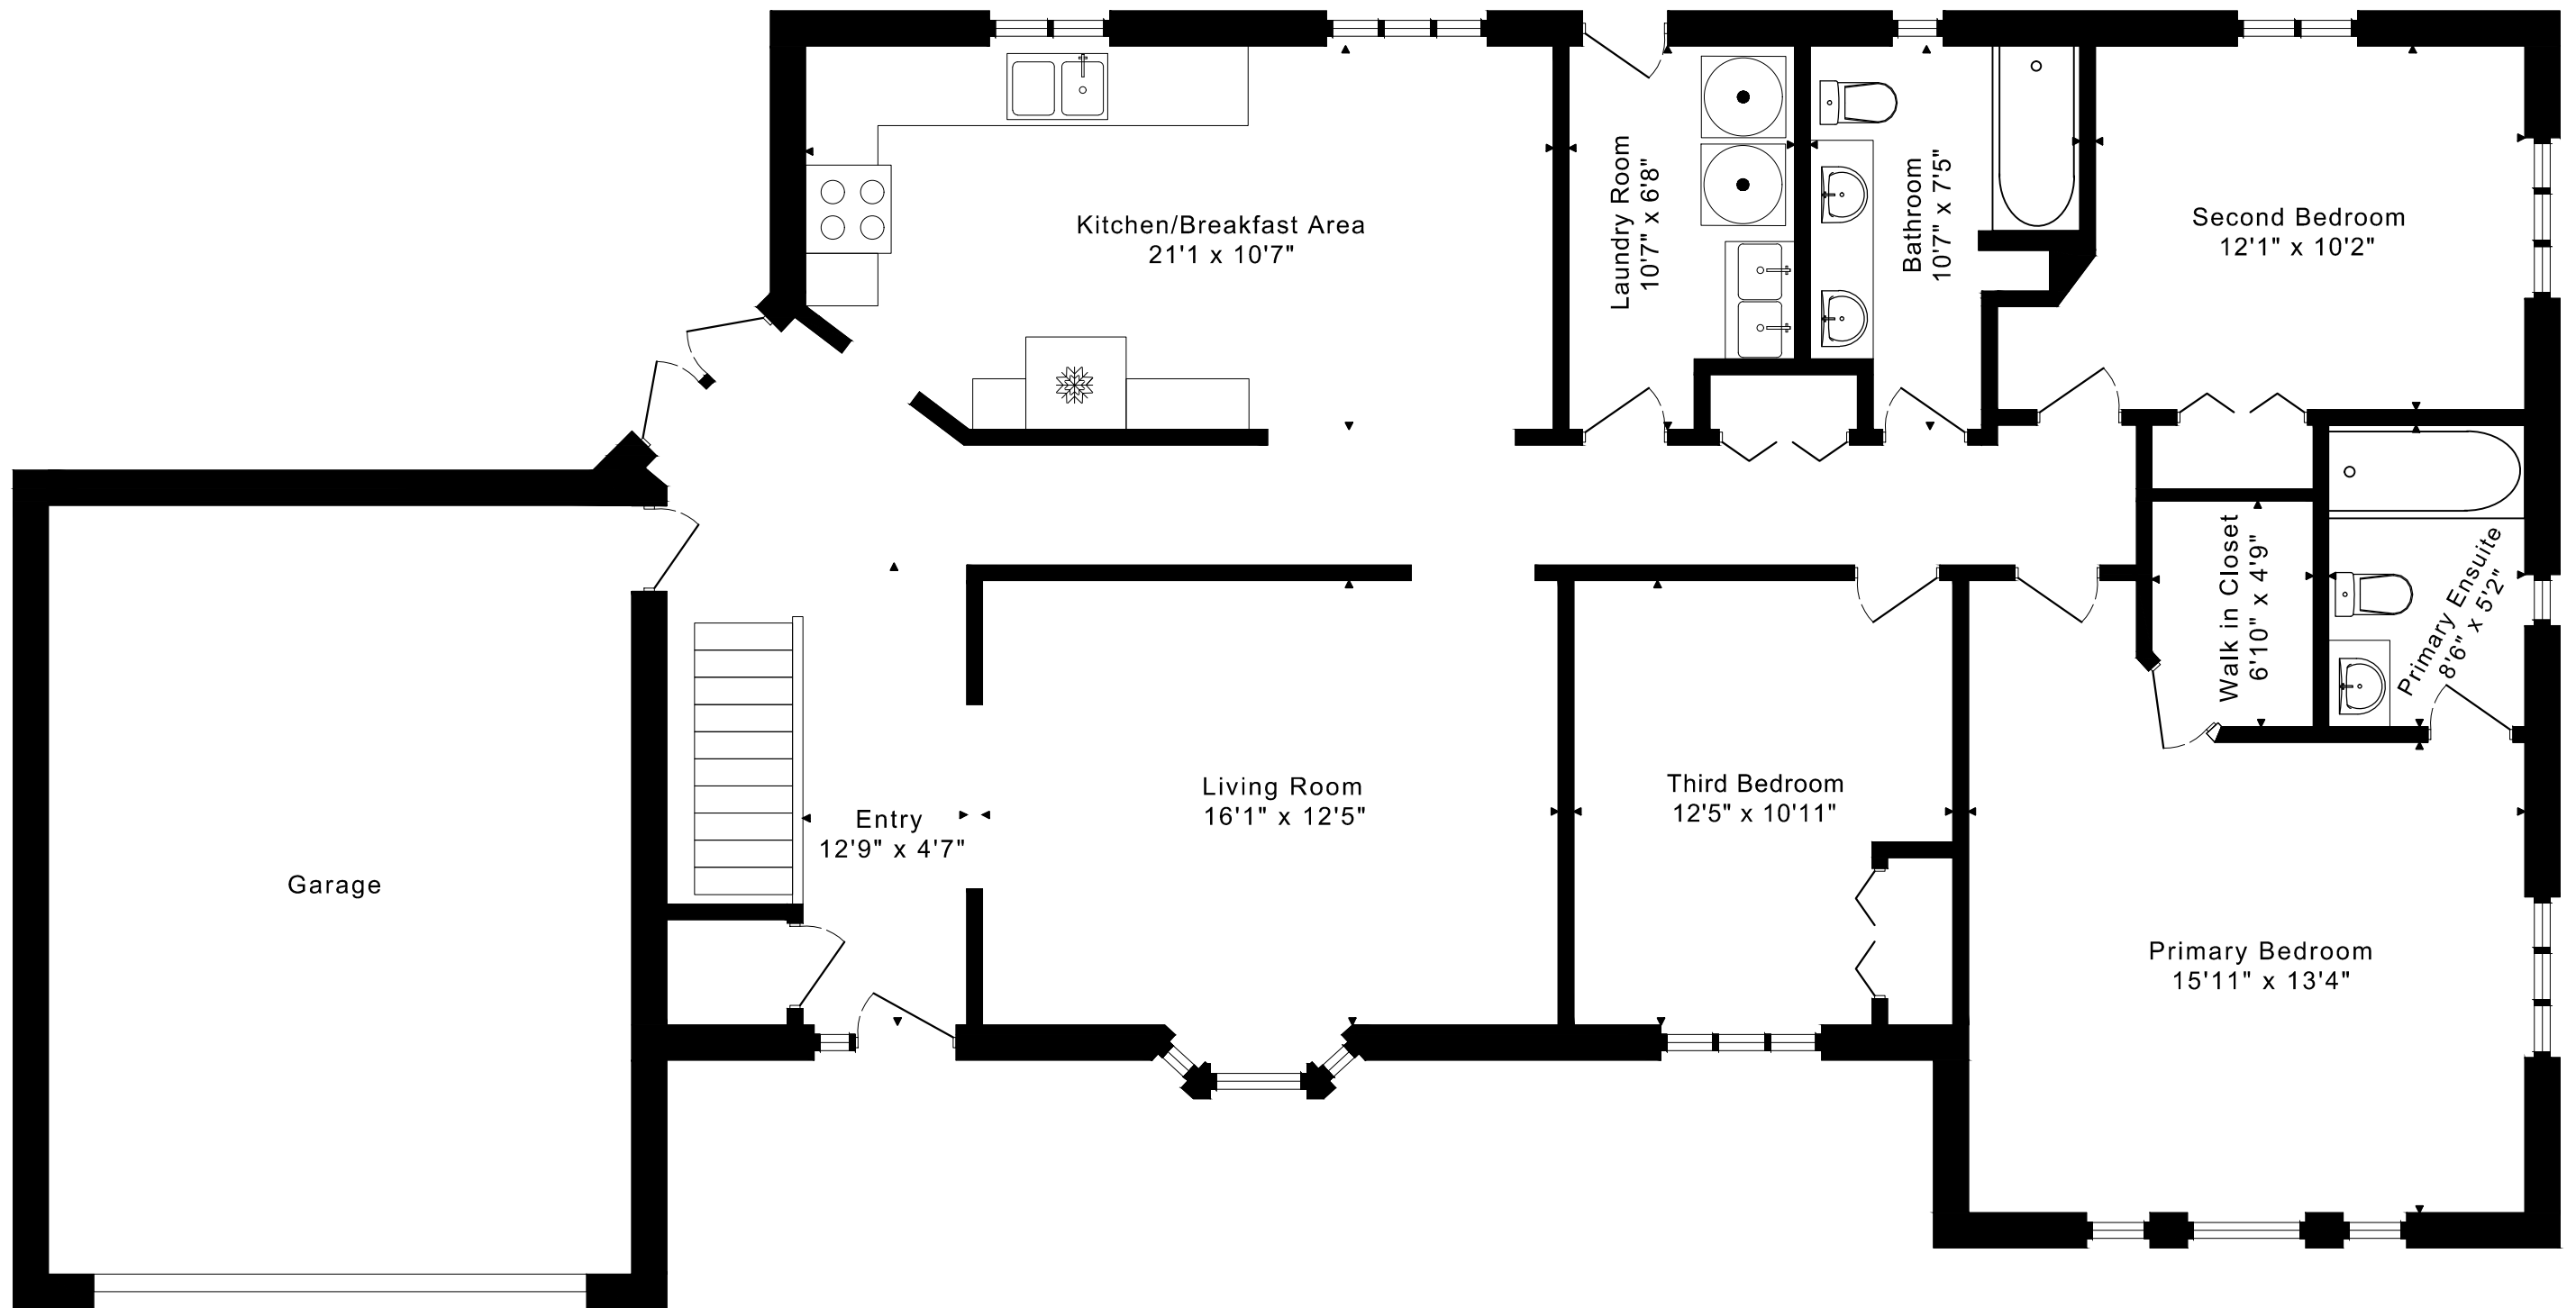 Kitchen/Breakfast Area
21'1 x 10'7"
Laundry Room
10'7" x 6'8"
Bathroom
10'7" x 7'5"
Second Bedroom
12'1" x 10'2"
Walk in Closet
6'10" x 4'9"
Primary Ensuite
8'6" x 5'2"
Living Room
16'1" x 12'5"
Third Bedroom
12'5" x 10'11"
Entry
12'9" x 4'7"
Garage
Primary Bedroom
15'11" x 13'4"